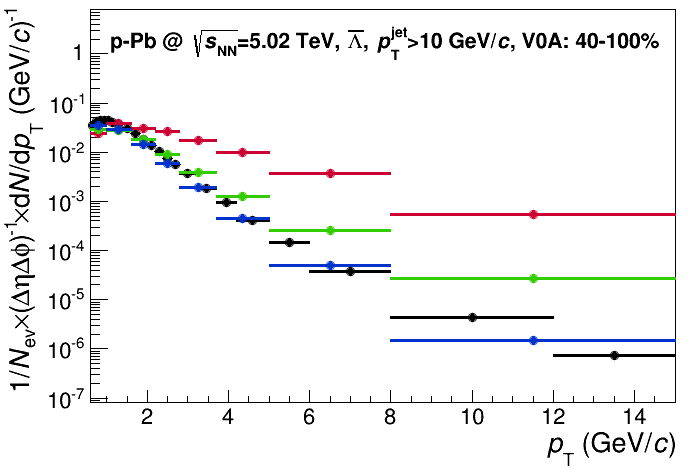 p-Pb @ √sNN=5.02 TeV, Λ̅, pTjet>10 GeV/c, V0A: 40-100%
1/Nev×(ΔηΔϕ)-1×dN/dpT (GeV/c)-1
1
10-1
10-2
10-3
10-4
10-5
10-6
10-7
2 4 6 8 10 12 14
pT (GeV/c)